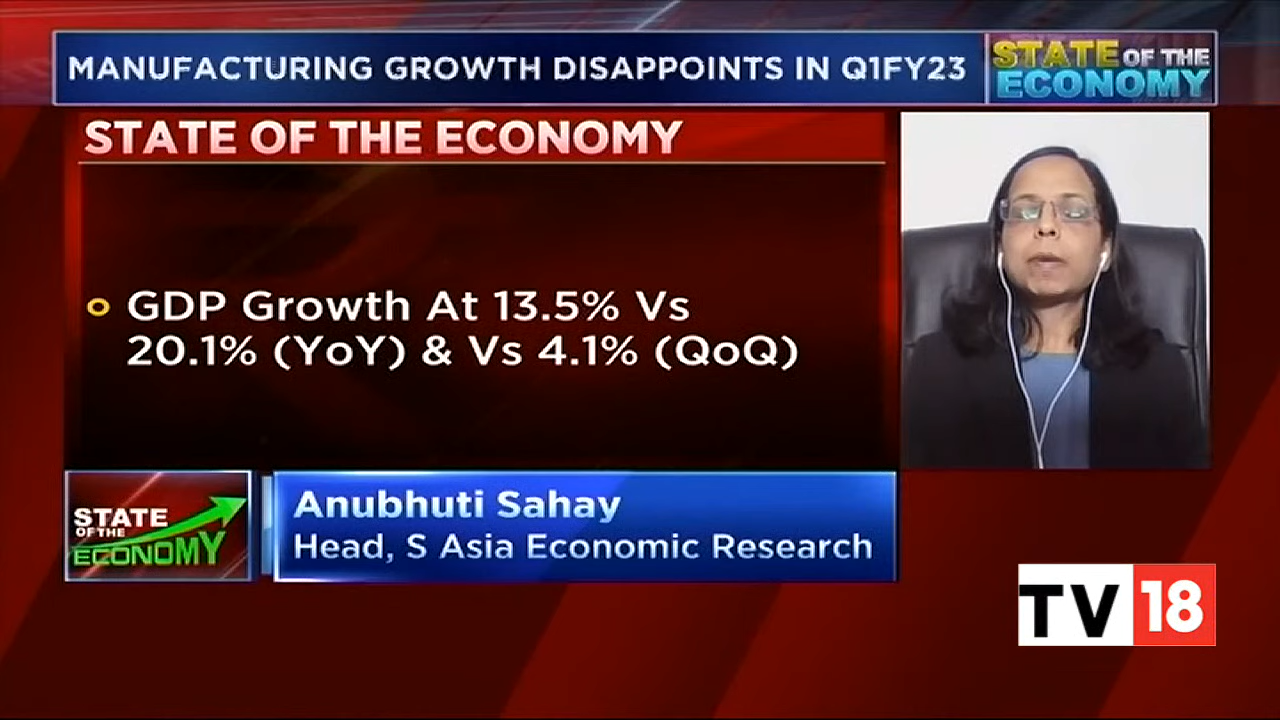 MANUFACTURING GROWTH DISAPPOINTS IN Q1FY23
STATE OF THE
ECONOMY
STATE OF THE ECONOMY
GDP Growth At 13.5% Vs
20.1% (YoY) & Vs 4.1% (QoQ)
STATE
OF THE
ECONOMY
Anubhuti Sahay
Head, S Asia Economic Research
TV18